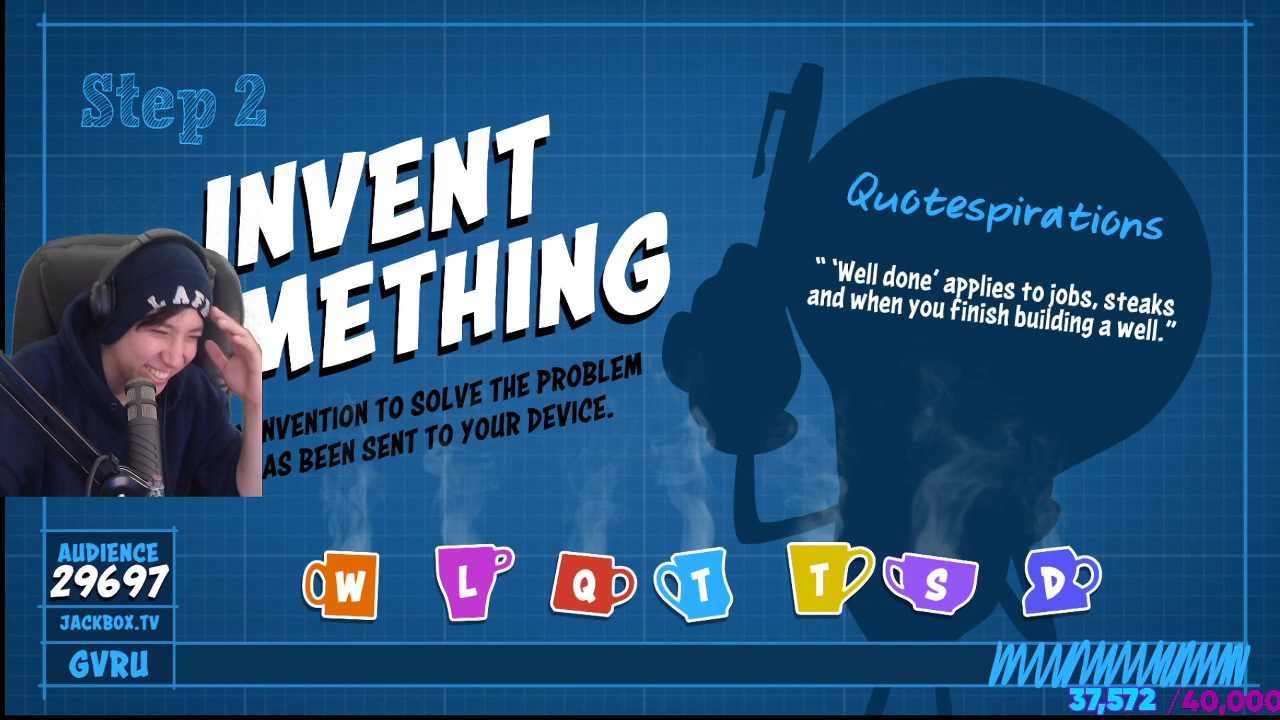 Step 2
INVENT
METHING
NVENTION TO SOLVE THE PROBLEM
AS BEEN SENT TO YOUR DEVICE.
Quotespirations
“ ‘Well done’ applies to jobs, steaks
and when you finish building a well.”
LAF
AUDIENCE
29697
JACKBOX.TV
GVRU
W L Q T T S D
37,572 /40,000